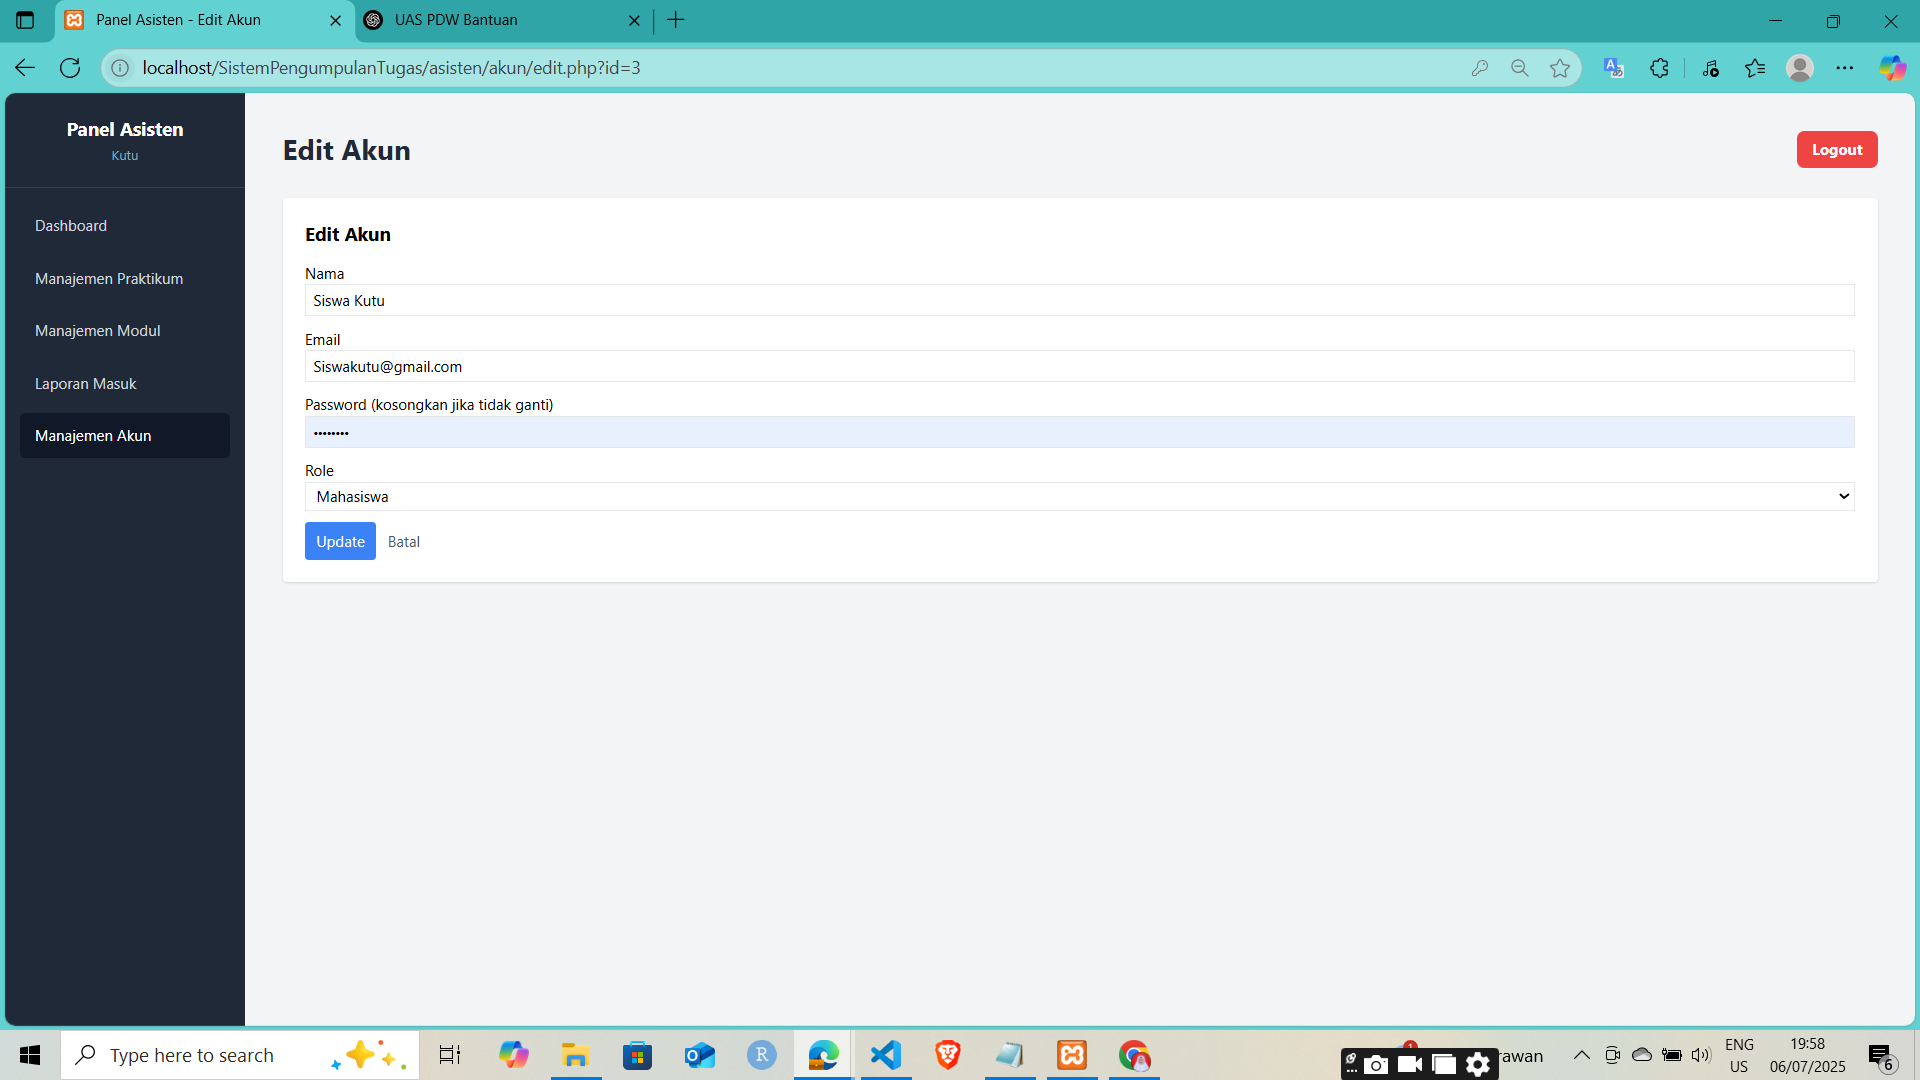 Panel Asisten - Edit Akun
UAS PDW Bantuan
localhost/SistemPengumpulanTugas/asisten/akun/edit.php?id=3
Panel Asisten
Kutu
Dashboard
Manajemen Praktikum
Manajemen Modul
Laporan Masuk
Manajemen Akun
Edit Akun
Logout
Edit Akun
Nama
Siswa Kutu
Email
Siswakutu@gmail.com
Password (kosongkan jika tidak ganti)
••••••••
Role
Mahasiswa
Update
Batal
Type here to search
rawan
ENG
US
19:58
06/07/2025
6